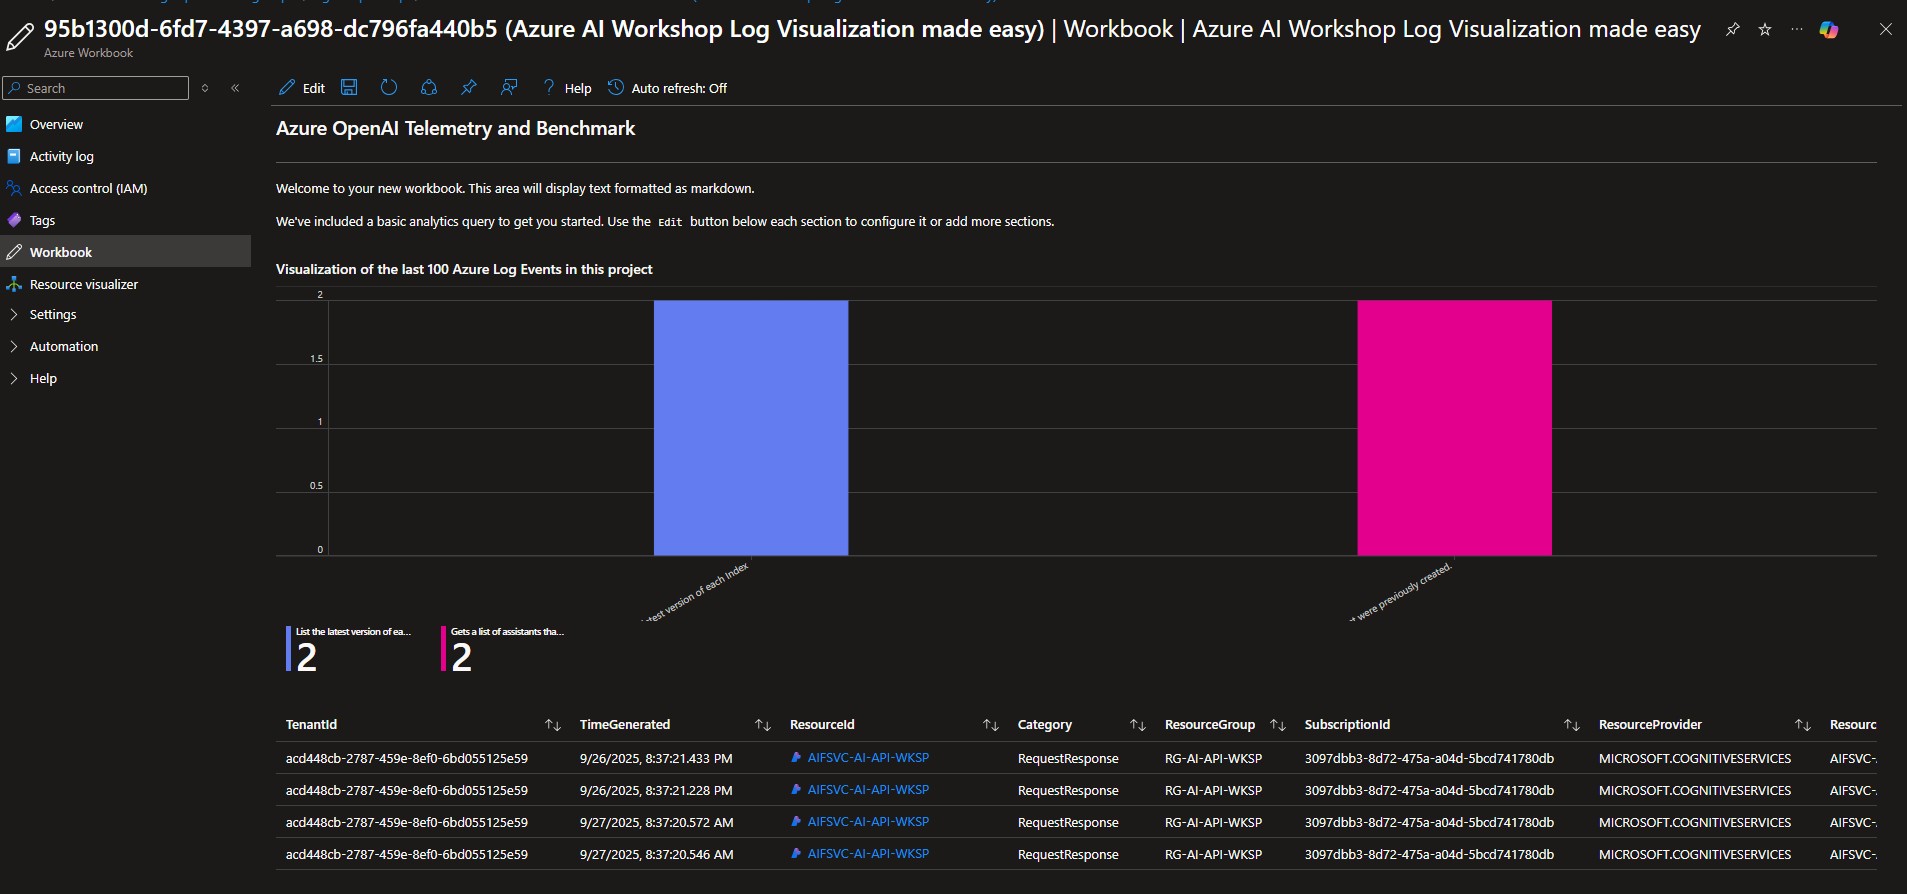 95b1300d-6fd7-4397-a698-dc796fa440b5 (Azure AI Workshop Log Visualization made easy) | Workbook | Azure AI Workshop Log Visualization made easy
Azure Workbook
Search
Edit
Help
Auto refresh: Off
Overview
Activity log
Access control (IAM)
Tags
Workbook
Resource visualizer
Settings
Automation
Help
Azure OpenAI Telemetry and Benchmark
Welcome to your new workbook. This area will display text formatted as markdown.
We've included a basic analytics query to get you started. Use the Edit button below each section to configure it or add more sections.
Visualization of the last 100 Azure Log Events in this project
2
1.5
1
0.5
0
version of each Index
were previously created.
List the latest version of ea...
2
Gets a list of assistants tha...
2
TenantId TimeGenerated ResourceId Category ResourceGroup SubscriptionId ResourceProvider Resourc
acd448cb-2787-459e-8ef0-6bd055125e59 9/26/2025, 8:37:21.433 PM AIFSVC-AI-API-WKSP RequestResponse RG-AI-API-WKSP 3097dbb3-8d72-475a-a04d-5bcd741780db MICROSOFT.COGNITIVESERVICES AIFSVC-
acd448cb-2787-459e-8ef0-6bd055125e59 9/26/2025, 8:37:21.228 PM AIFSVC-AI-API-WKSP RequestResponse RG-AI-API-WKSP 3097dbb3-8d72-475a-a04d-5bcd741780db MICROSOFT.COGNITIVESERVICES AIFSVC-
acd448cb-2787-459e-8ef0-6bd055125e59 9/27/2025, 8:37:20.572 AM AIFSVC-AI-API-WKSP RequestResponse RG-AI-API-WKSP 3097dbb3-8d72-475a-a04d-5bcd741780db MICROSOFT.COGNITIVESERVICES AIFSVC-
acd448cb-2787-459e-8ef0-6bd055125e59 9/27/2025, 8:37:20.546 AM AIFSVC-AI-API-WKSP RequestResponse RG-AI-API-WKSP 3097dbb3-8d72-475a-a04d-5bcd741780db MICROSOFT.COGNITIVESERVICES AIFSVC-